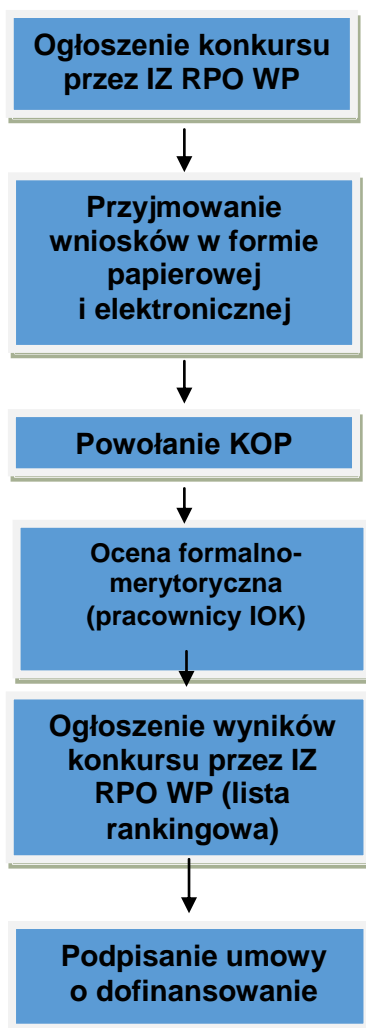 Ogłoszenie konkursu
przez IZ RPO WP
Przyjmowanie
wniosków w formie
papierowej
i elektronicznej
Powołanie KOP
Ocena formalno-
merytoryczna
(pracownicy IOK)
Ogłoszenie wyników
konkursu przez IZ
RPO WP (lista
rankingowa)
Podpisanie umowy
o dofinansowanie